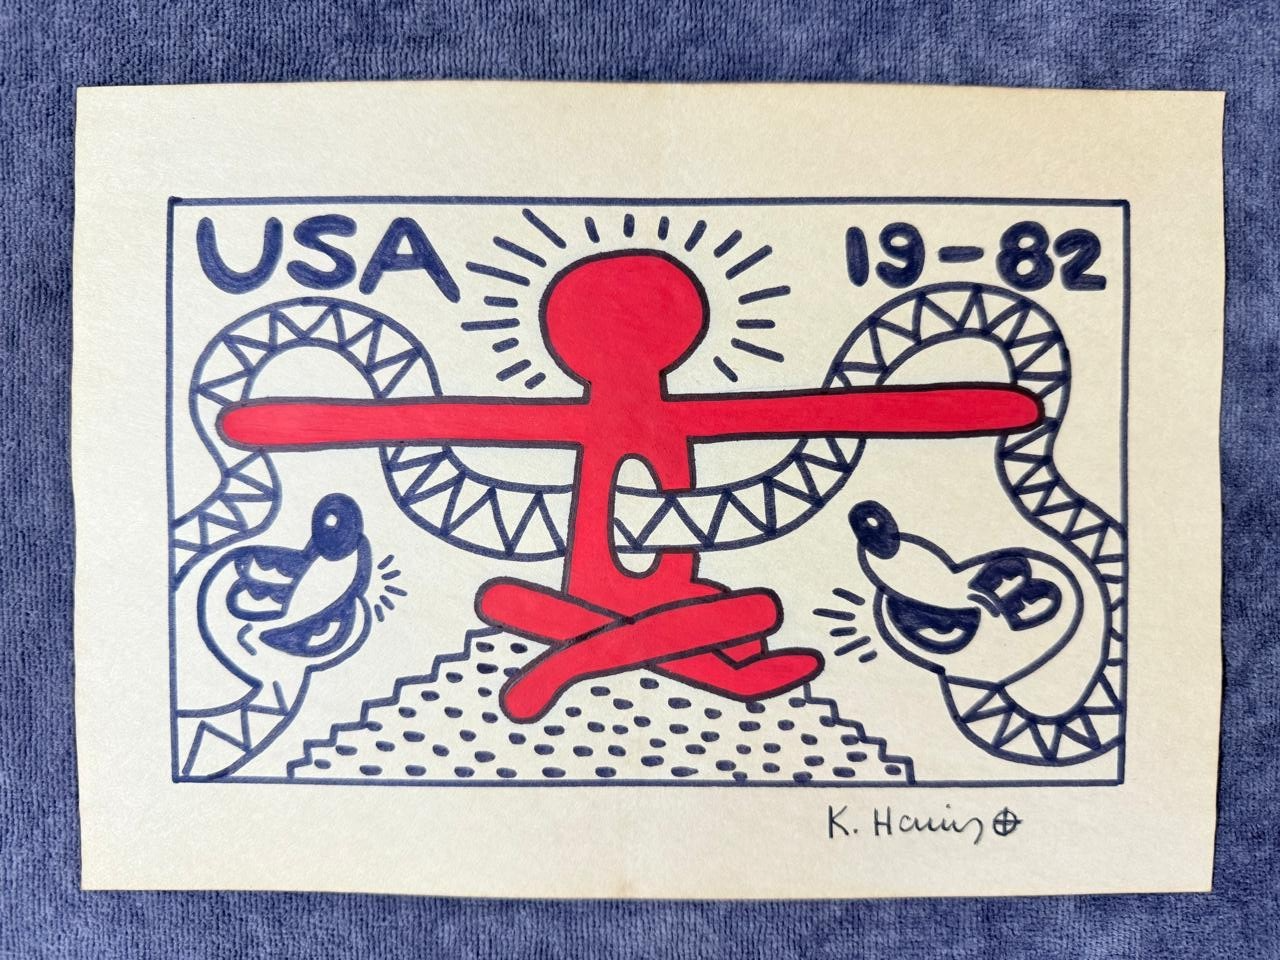 USA 19-82
K. Haring